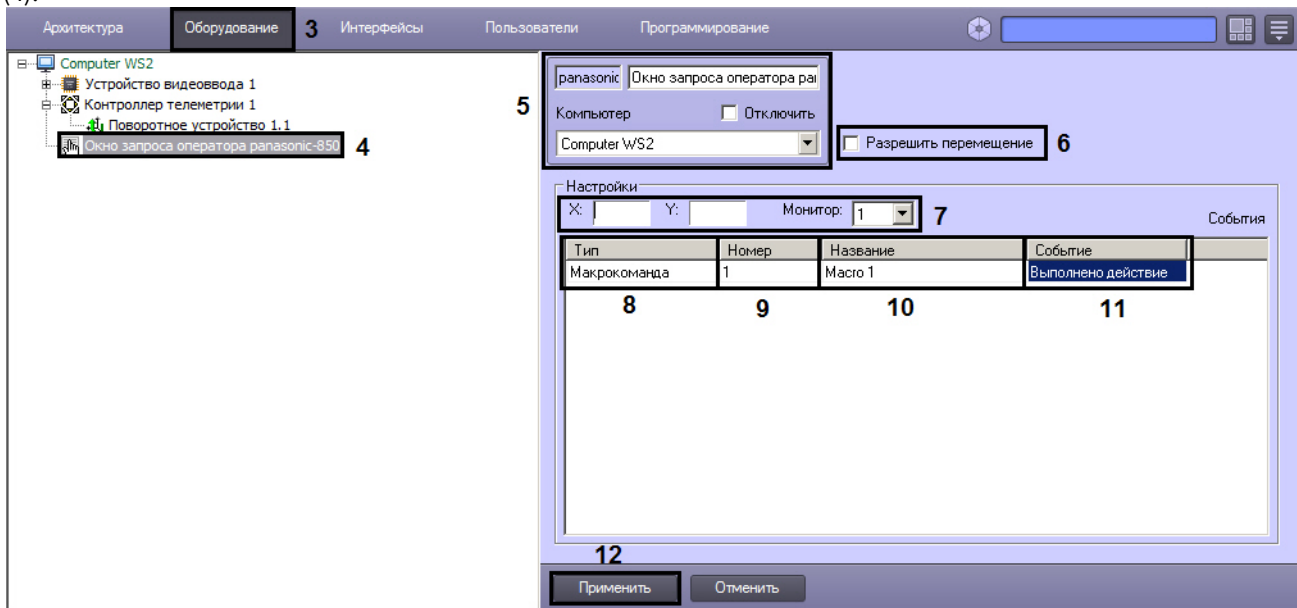 Архитектура Оборудование 3 Интерфейсы Пользователи Программирование
Computer WS2
Устройство видеоввода 1
Контроллер телеметрии 1
Поворотное устройство 1.1
Окно запроса оператора panasonic-850 4
5
panasonic Окно запроса оператора pan
Компьютер Отключить
Computer WS2
Разрешить перемещение 6
Настройки
X: Y: Монитор: 1 7
События
Тип Номер Название Событие
Макрокоманда 1 Macro 1 Выполнено действие
8 9 10 11
12
Применить Отменить